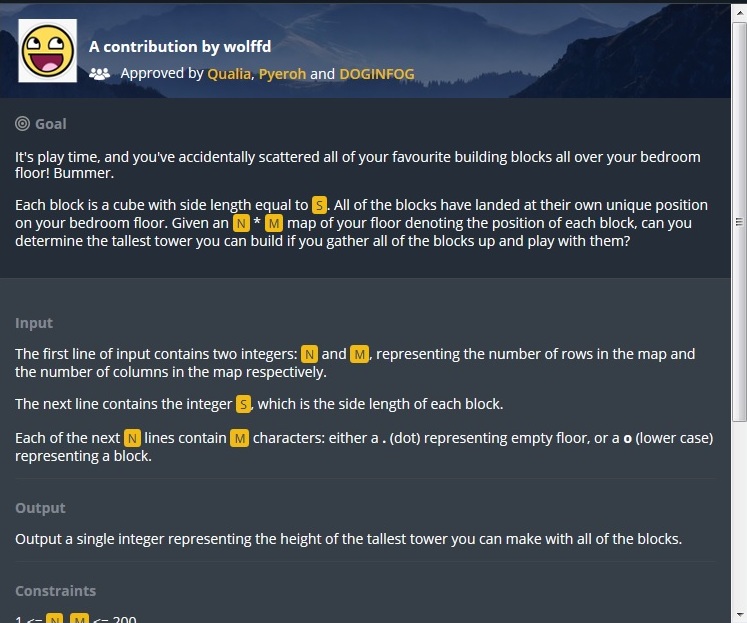 A contribution by wolffd
Approved by Qualia, Pyeroh and DOGINFOG
Goal
It's play time, and you've accidentally scattered all of your favourite building blocks all over your bedroom
floor! Bummer.
Each block is a cube with side length equal to S. All of the blocks have landed at their own unique position
on your bedroom floor. Given an N * M map of your floor denoting the position of each block, can you
determine the tallest tower you can build if you gather all of the blocks up and play with them?
Input
The first line of input contains two integers: N and M, representing the number of rows in the map and
the number of columns in the map respectively.
The next line contains the integer S, which is the side length of each block.
Each of the next N lines contain M characters: either a . (dot) representing empty floor, or a o (lower case)
representing a block.
Output
Output a single integer representing the height of the tallest tower you can make with all of the blocks.
Constraints
1 <= N, M <= 200